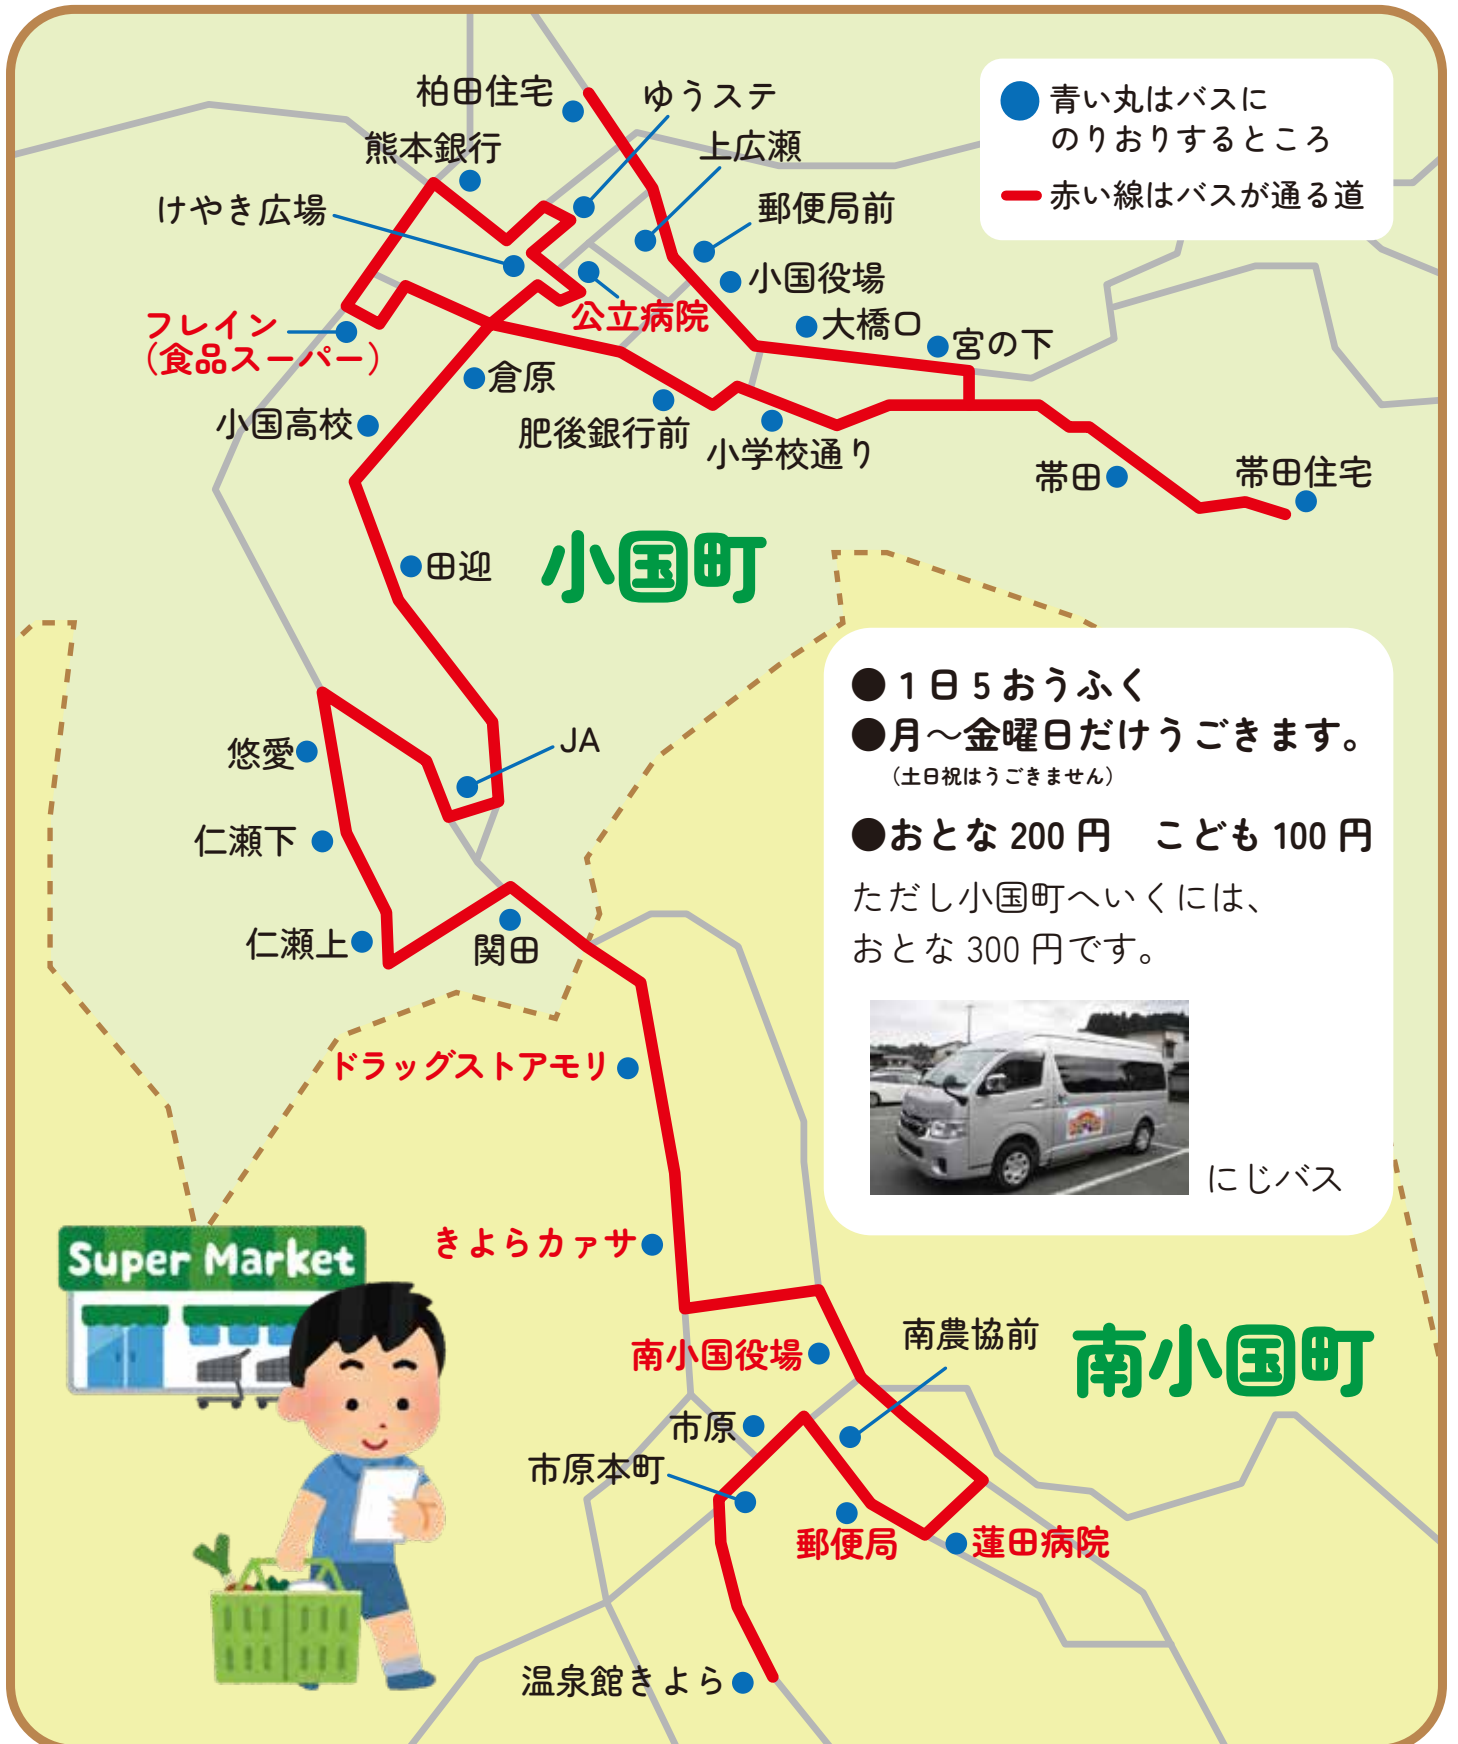 柏田住宅
ゆうステ
熊本銀行
上広瀬
けやき広場
郵便局前
小国役場
フレイン
（食品スーパー）
公立病院
大橋口
宮の下
倉原
小国高校
肥後銀行前
小学校通り
帯田
帯田住宅
青い丸はバスに
のりおりするところ
赤い線はバスが通る道
小国町
田迎
JA
悠愛
仁瀬下
仁瀬上
関田
●1日5おうふく
●月～金曜日だけうごきます。
（土日祝はうごきません）
●おとな 200 円　こども 100 円
ただし小国町へいくには、
おとな 300 円です。
にじバス
ドラッグストアモリ
きよらカァサ
Super Market
南小国役場
南農協前
南小国町
市原
市原本町
郵便局
蓮田病院
温泉館きよら